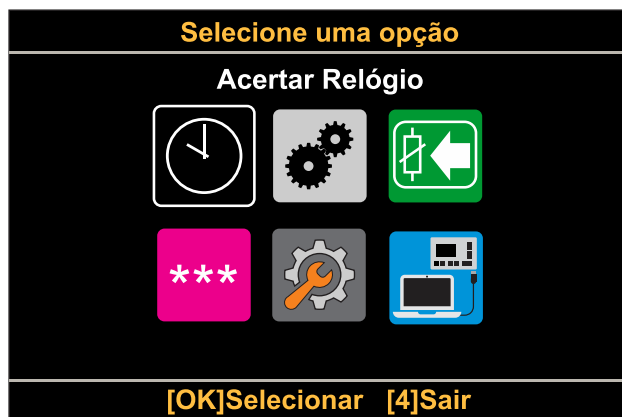 Selecione uma opção
Acertar Relógio
***
[OK]Selecionar [4]Sair